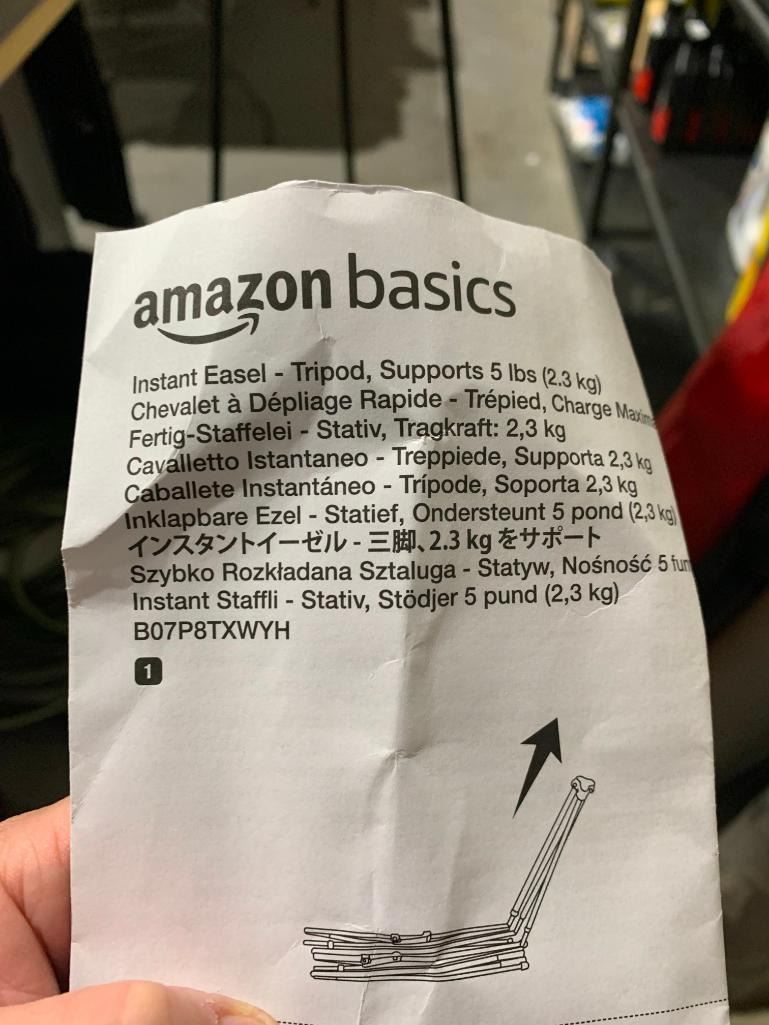 amazon basics
Instant Easel - Tripod, Supports 5 lbs (2.3 kg)
Chevalet à Dépliage Rapide - Trépied, Charge
Fertig-Staffelei - Stativ, Tragkraft: 2,3 kg
Cavalletto Istantaneo - Treppiede, Supporta 2,3 kg
Caballete Instantáneo - Trípode, Soporta 2,3 kg
Inklapbare Ezel - Statief, Ondersteunt 5 pond (2,3 kg)
インスタントイーゼル - 三脚、2.3 kg をサポート
Szybko Rozkładana Sztaluga - Statyw, Nośność 5
Instant Staffli - Stativ, Stödjer 5 pund (2,3 kg)
B07P8TXWYH
1